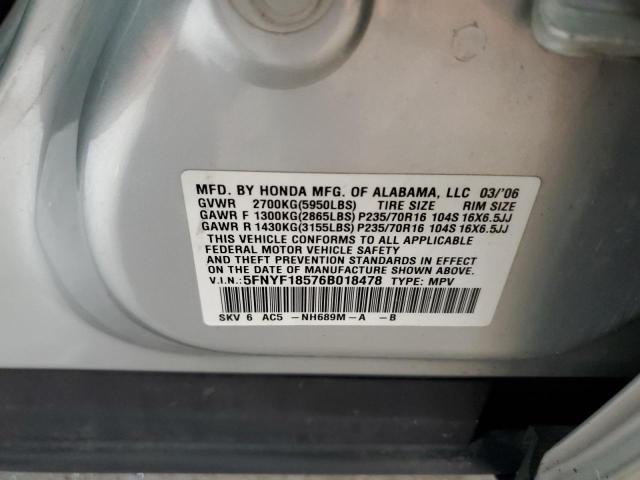 MFD. BY HONDA MFG. OF ALABAMA, LLC 03/'06
GVWR 2700KG(5950LBS) TIRE SIZE RIM SIZE
GAWR F 1300KG(2865LBS) P235/70R16 104S 16X6.5JJ
GAWR R 1430KG(3155LBS) P235/70R16 104S 16X6.5JJ
THIS VEHICLE CONFORMS TO ALL APPLICABLE
FEDERAL MOTOR VEHICLE SAFETY
AND THEFT PREVENTION STANDARDS IN EFFECT
ON THE DATE OF MANUFACTURE SHOWN ABOVE.
V.I.N.:5FNYF18576B018478 TYPE: MPV
SKV 6 AC5 -NH689M-A -B